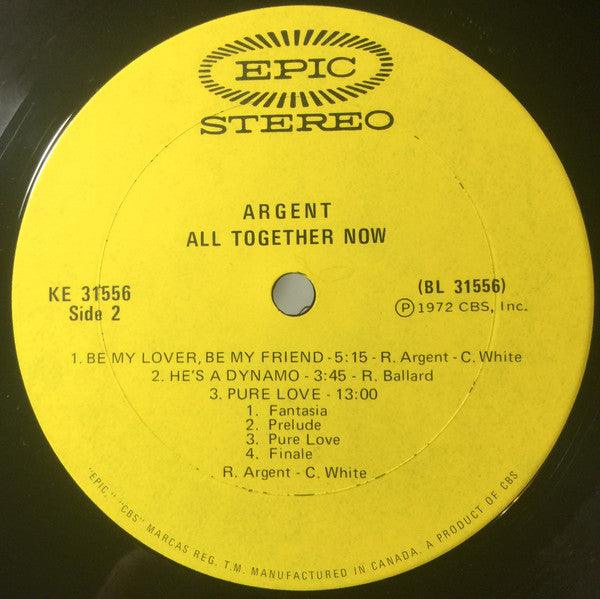 EPIC
STEREO
ARGENT
ALL TOGETHER NOW
KE 31556
Side 2
(BL 31556)
Ⓟ1972 CBS, Inc.
1. BE MY LOVER, BE MY FRIEND - 5:15 - R. Argent - C. White
2. HE'S A DYNAMO - 3:45 - R. Ballard
3. PURE LOVE - 13:00
1. Fantasia
2. Prelude
3. Pure Love
4. Finale
R. Argent - C. White
"EPIC," "CBS" MARCAS REG. T.M. MANUFACTURED IN CANADA. A PRODUCT OF CBS